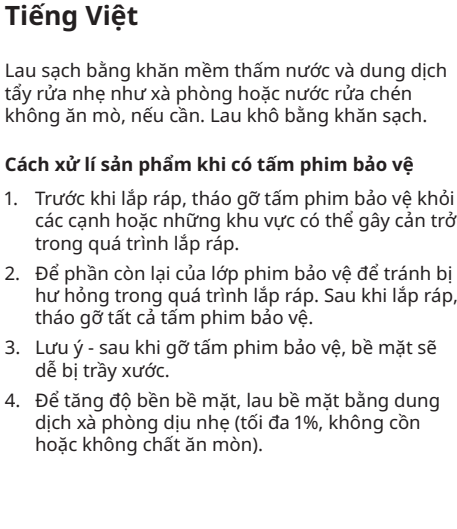 Tiếng Việt
Lau sạch bằng khăn mềm thấm nước và dung dịch
tẩy rửa nhẹ như xà phòng hoặc nước rửa chén
không ăn mò, nếu cần. Lau khô bằng khăn sạch.
Cách xử lí sản phẩm khi có tấm phim bảo vệ
1. Trước khi lắp ráp, tháo gỡ tấm phim bảo vệ khỏi
các cạnh hoặc những khu vực có thể gây cản trở
trong quá trình lắp ráp.
2. Để phần còn lại của lớp phim bảo vệ để tránh bị
hư hỏng trong quá trình lắp ráp. Sau khi lắp ráp,
tháo gỡ tất cả tấm phim bảo vệ.
3. Lưu ý - sau khi gỡ tấm phim bảo vệ, bề mặt sẽ
dễ bị trầy xước.
4. Để tăng độ bền bề mặt, lau bề mặt bằng dung
dịch xà phòng dịu nhẹ (tối đa 1%, không cồn
hoặc không chất ăn mòn).